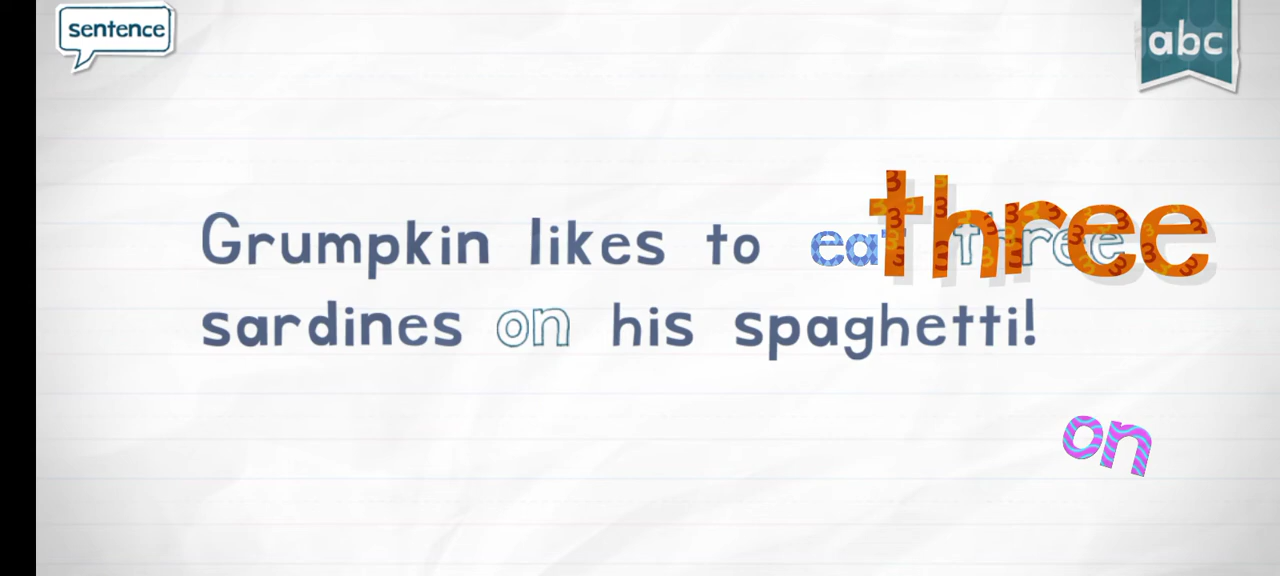 sentence
abc
Grumpkin likes to eat three three
sardines on his spaghetti!
on